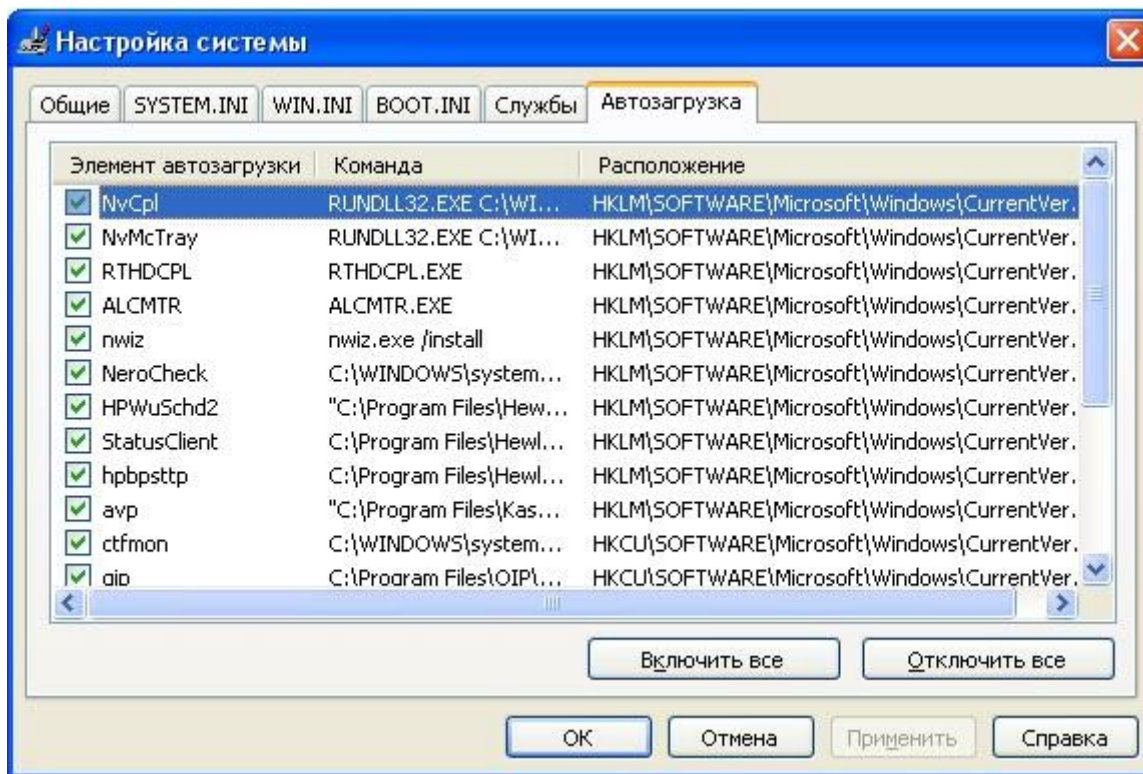 Настройка системы
Общие SYSTEM.INI WIN.INI BOOT.INI Службы Автозагрузка
Элемент автозагрузки Команда Расположение
NvCpl RUNDLL32.EXE C:\WI... HKLM\SOFTWARE\Microsoft\Windows\CurrentVer.
NvMcTray RUNDLL32.EXE C:\WI... HKLM\SOFTWARE\Microsoft\Windows\CurrentVer.
RTHDCPL RTHDCPL.EXE HKLM\SOFTWARE\Microsoft\Windows\CurrentVer.
ALCMTR ALCMTR.EXE HKLM\SOFTWARE\Microsoft\Windows\CurrentVer.
nwiz nwiz.exe /install HKLM\SOFTWARE\Microsoft\Windows\CurrentVer.
NeroCheck C:\WINDOWS\system... HKLM\SOFTWARE\Microsoft\Windows\CurrentVer.
HPWuSchd2 "C:\Program Files\Hew... HKLM\SOFTWARE\Microsoft\Windows\CurrentVer.
StatusClient C:\Program Files\Hewl... HKLM\SOFTWARE\Microsoft\Windows\CurrentVer.
hpbpsttp C:\Program Files\Hewl... HKLM\SOFTWARE\Microsoft\Windows\CurrentVer.
avp "C:\Program Files\Kas... HKLM\SOFTWARE\Microsoft\Windows\CurrentVer.
ctfmon C:\WINDOWS\system... HKCU\SOFTWARE\Microsoft\Windows\CurrentVer.
qip C:\Program Files\QIP\... HKCU\SOFTWARE\Microsoft\Windows\CurrentVer.
Включить все Отключить все
ОК Отмена Применить Справка